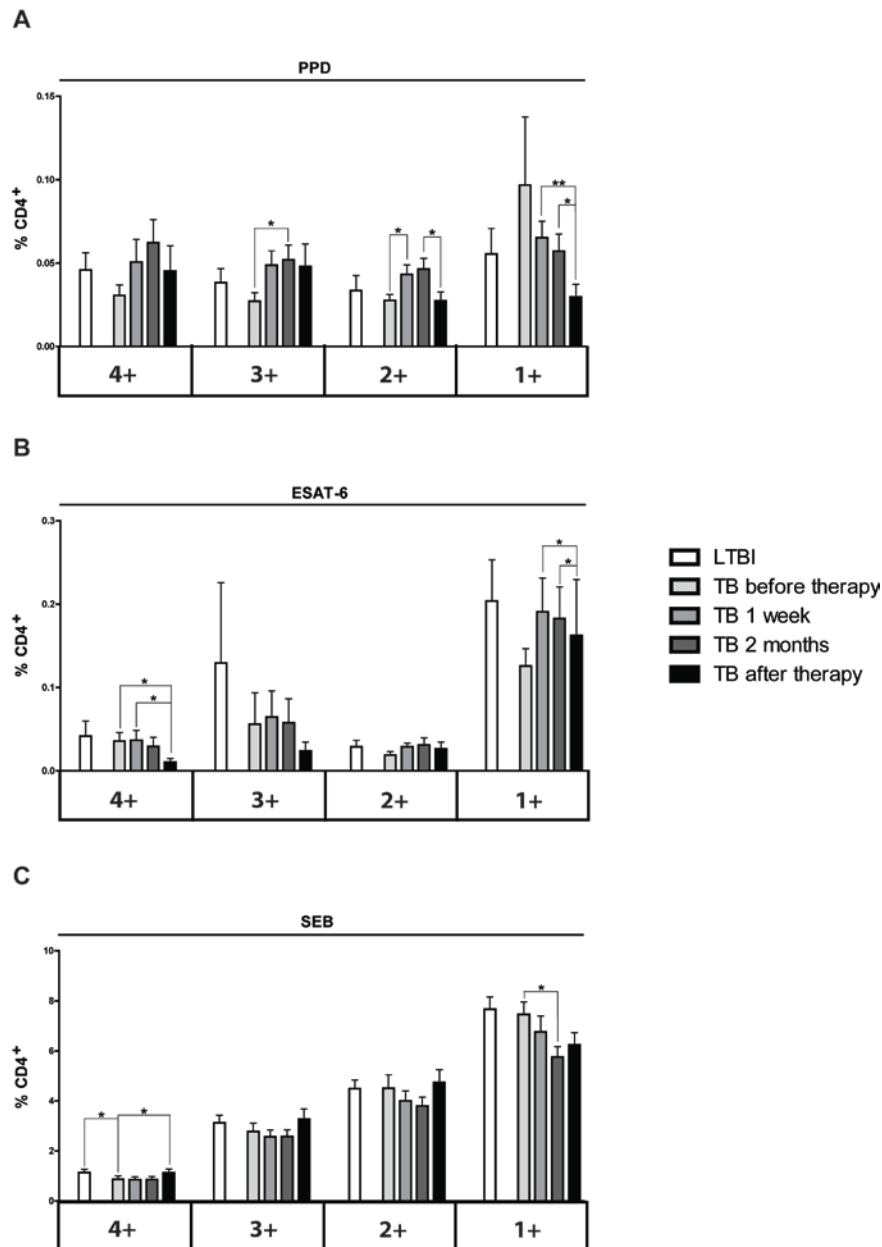 A
PPD
0.15
0.10
0.05
0.00
% CD4+
*
*
*
**
*
4+ 3+ 2+ 1+
B
ESAT-6
0.3
0.2
0.1
0.0
% CD4+
*
*
*
*
4+ 3+ 2+ 1+
LTBI
TB before therapy
TB 1 week
TB 2 months
TB after therapy
C
SEB
10
8
6
4
2
0
% CD4+
*
*
*
4+ 3+ 2+ 1+